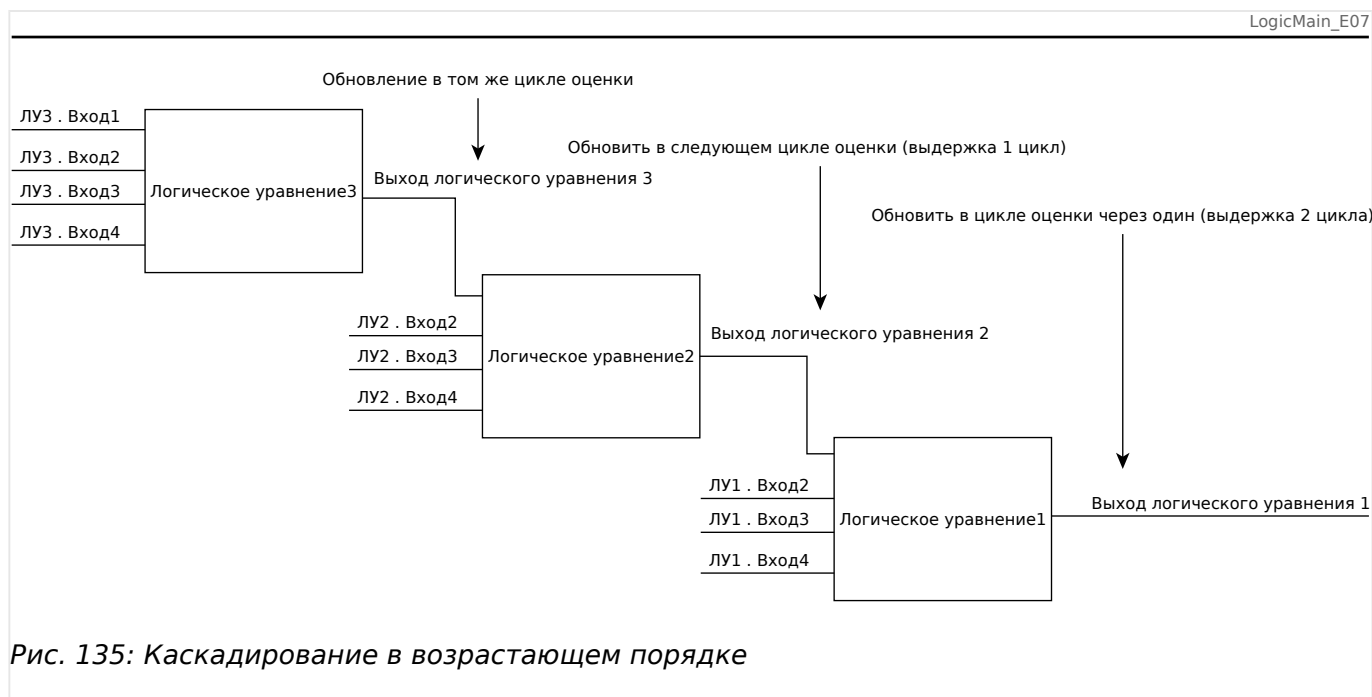 LogicMain_E07
Обновление в том же цикле оценки
ЛУ3 . Вход1
ЛУ3 . Вход2
ЛУ3 . Вход3
ЛУ3 . Вход4
Логическое уравнение3
Выход логического уравнения 3
Обновить в следующем цикле оценки (выдержка 1 цикл)
Обновить в цикле оценки через один (выдержка 2 цикла)
ЛУ2 . Вход2
ЛУ2 . Вход3
ЛУ2 . Вход4
Логическое уравнение2
Выход логического уравнения 2
ЛУ1 . Вход2
ЛУ1 . Вход3
ЛУ1 . Вход4
Логическое уравнение1
Выход логического уравнения 1
Рис. 135: Каскадирование в возрастающем порядке